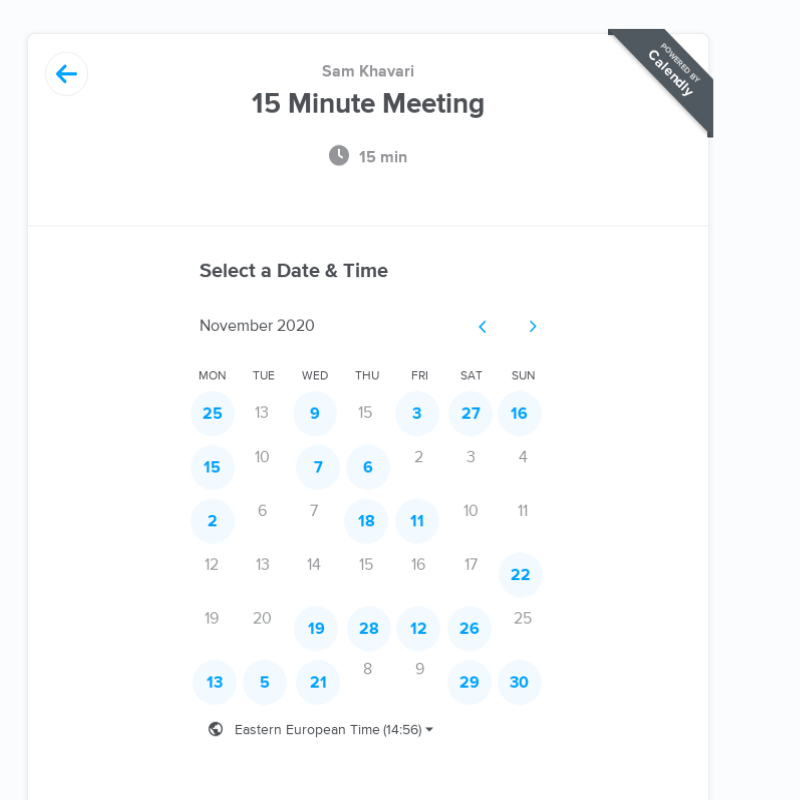 POWERED BY
Calendly
Sam Khavari
15 Minute Meeting
15 min
Select a Date & Time
November 2020
MON TUE WED THU FRI SAT SUN
25 13 9 15 3 27 16
15 10 7 6 2 3 4
2 6 7 18 11 10 11
12 13 14 15 16 17 22
19 20 19 28 12 26 25
13 5 21 8 9 29 30
Eastern European Time (14:56)